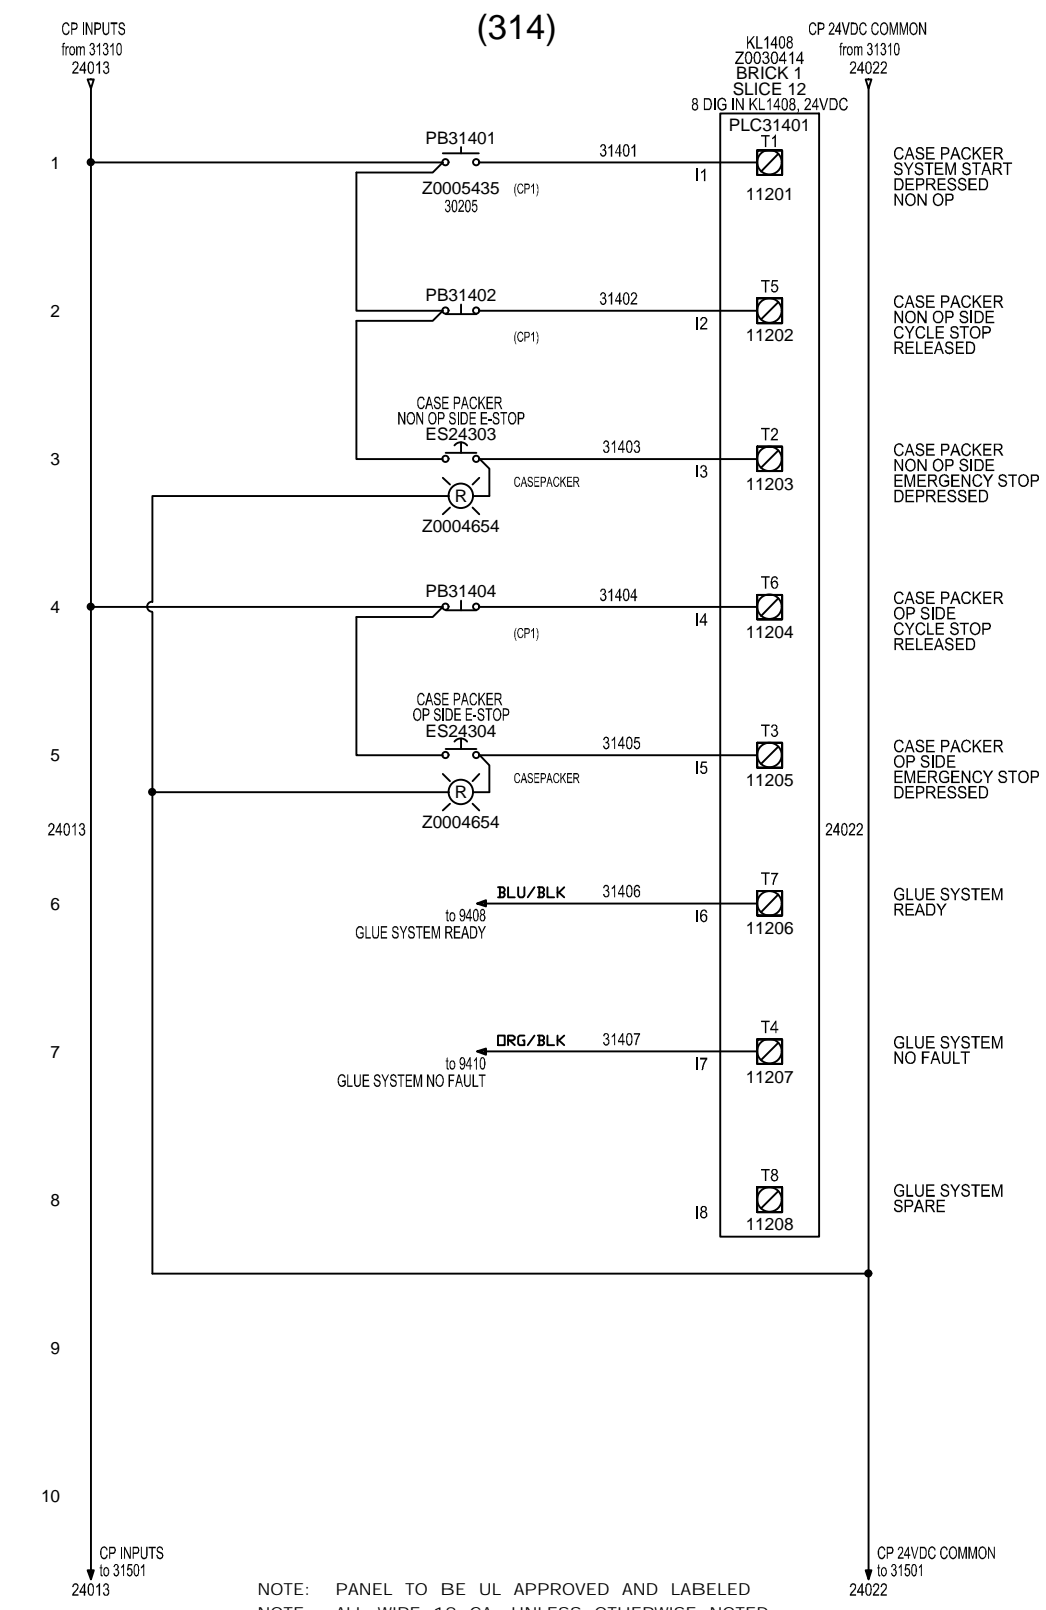 (314)
CP INPUTS
from 31310
24013
CP 24VDC COMMON
from 31310
24022
KL1408
Z0030414
BRICK 1
SLICE 12
8 DIG IN KL1408, 24VDC
PLC31401
1
PB31401
Z0005435
30205
(CP1)
31401
I1
T1
11201
CASE PACKER
SYSTEM START
DEPRESSED
NON OP
2
PB31402
(CP1)
31402
I2
T5
11202
CASE PACKER
NON OP SIDE
CYCLE STOP
RELEASED
3
CASE PACKER
NON OP SIDE E-STOP
ES24303
CASEPACKER
R
Z0004654
31403
I3
T2
11203
CASE PACKER
NON OP SIDE
EMERGENCY STOP
DEPRESSED
4
PB31404
(CP1)
31404
I4
T6
11204
CASE PACKER
OP SIDE
CYCLE STOP
RELEASED
5
CASE PACKER
OP SIDE E-STOP
ES24304
CASEPACKER
R
Z0004654
31405
I5
T3
11205
CASE PACKER
OP SIDE
EMERGENCY STOP
DEPRESSED
24013
24022
6
BLU/BLK
31406
to 9408
GLUE SYSTEM READY
I6
T7
11206
GLUE SYSTEM
READY
7
ORG/BLK
31407
to 9410
GLUE SYSTEM NO FAULT
I7
T4
11207
GLUE SYSTEM
NO FAULT
8
I8
T8
11208
GLUE SYSTEM
SPARE
9
10
CP INPUTS
to 31501
24013
CP 24VDC COMMON
to 31501
24022
NOTE: PANEL TO BE UL APPROVED AND LABELED
NOTE ALL WIRE GA UNLESS OTHERWISE NOTED